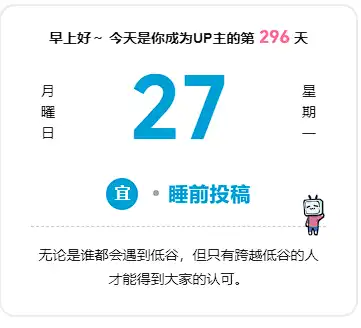 早上好～ 今天是你成为UP主的第 296 天
月曜日
27
星期一
宜
睡前投稿
无论是谁都会遇到低谷，但只有跨越低谷的人
才能得到大家的认可。